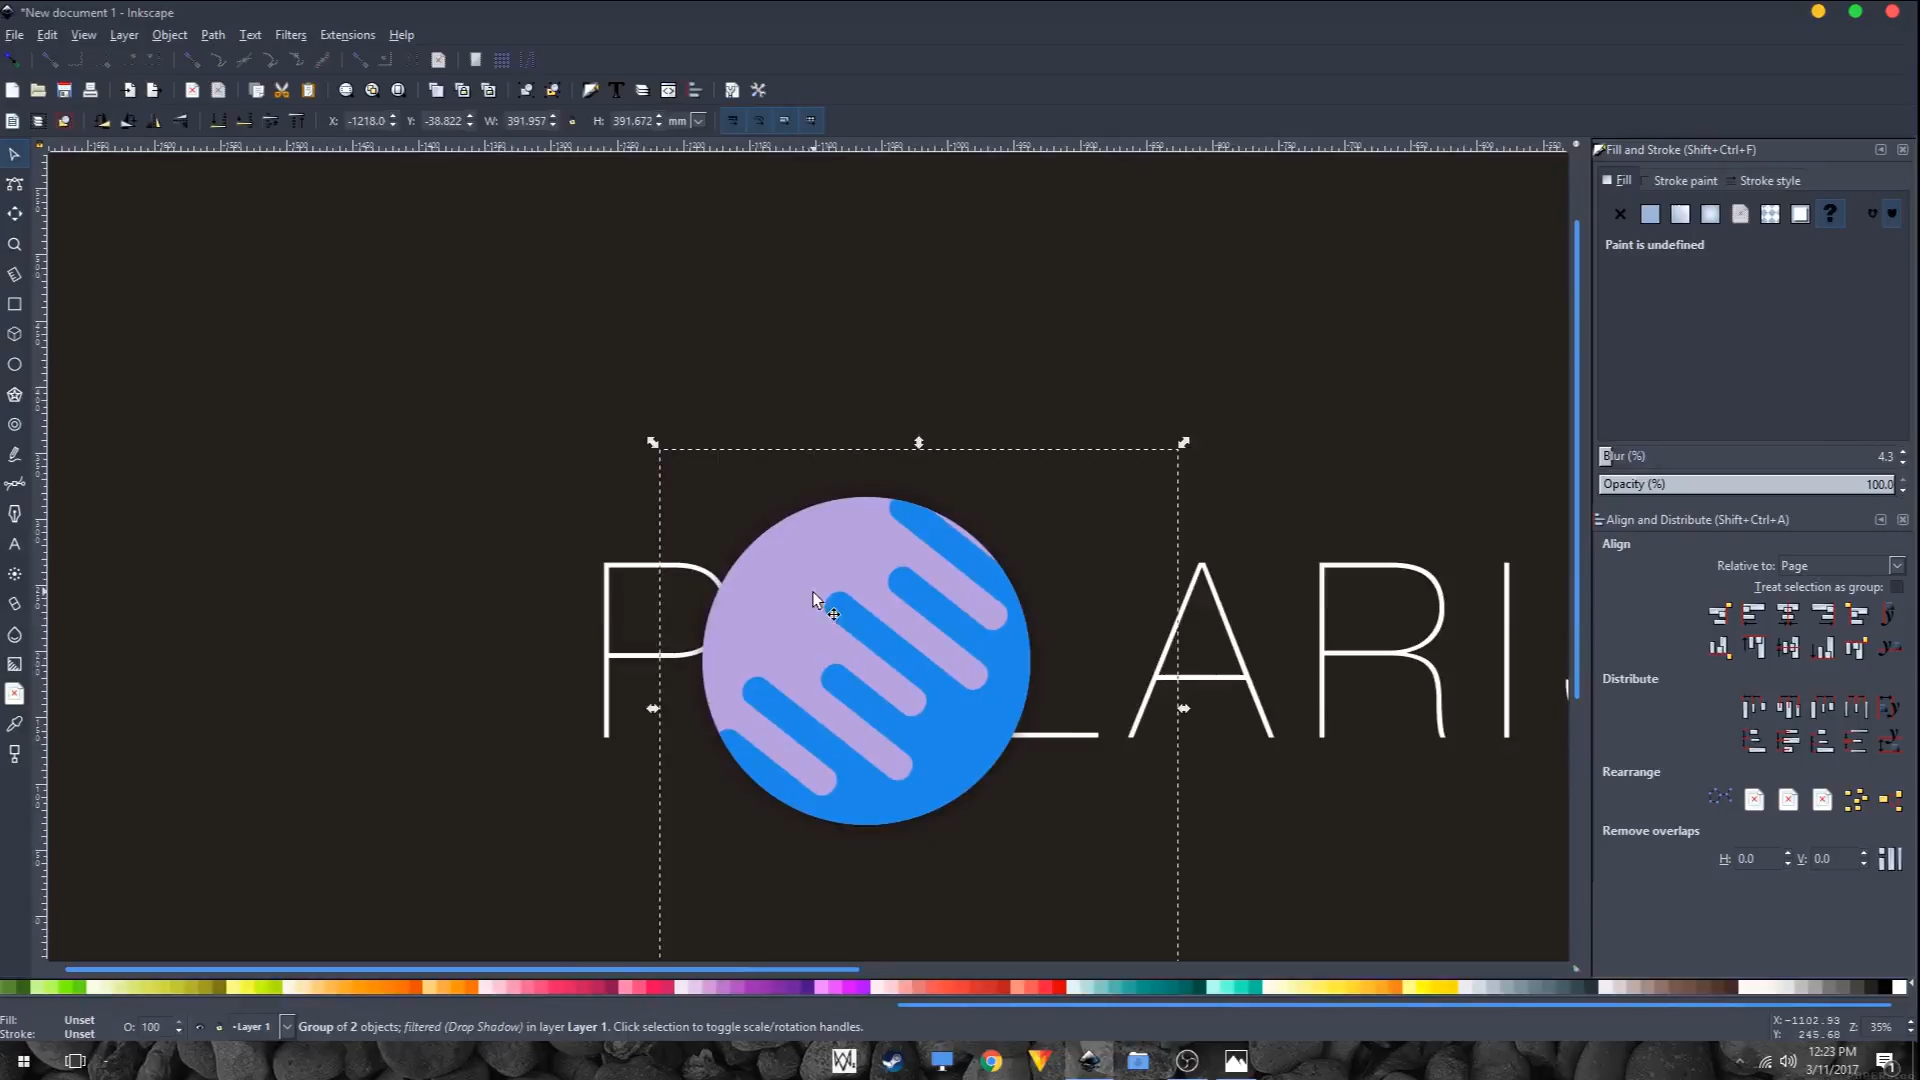 *New document 1 - Inkscape
File Edit View Layer Object Path Text Filters Extensions Help
X: -1218.0 Y: -38.822 W: 391.957 H: 391.672 mm
Fill and Stroke (Shift+Ctrl+F)
Fill Stroke paint Stroke style
Paint is undefined
Blur (%) 4.3
Opacity (%) 100.0
Align and Distribute (Shift+Ctrl+A)
Align
Relative to: Page
Treat selection as group:
Distribute
Rearrange
Remove overlaps
H: 0.0 V: 0.0
P LARI
Fill: Unset
Stroke: Unset
O: 100
Layer 1
Group of 2 objects; filtered (Drop Shadow) in layer Layer 1. Click selection to toggle scale/rotation handles.
X: -1102.93
Y: 245.68
Z: 35%
12:23 PM
3/11/2017